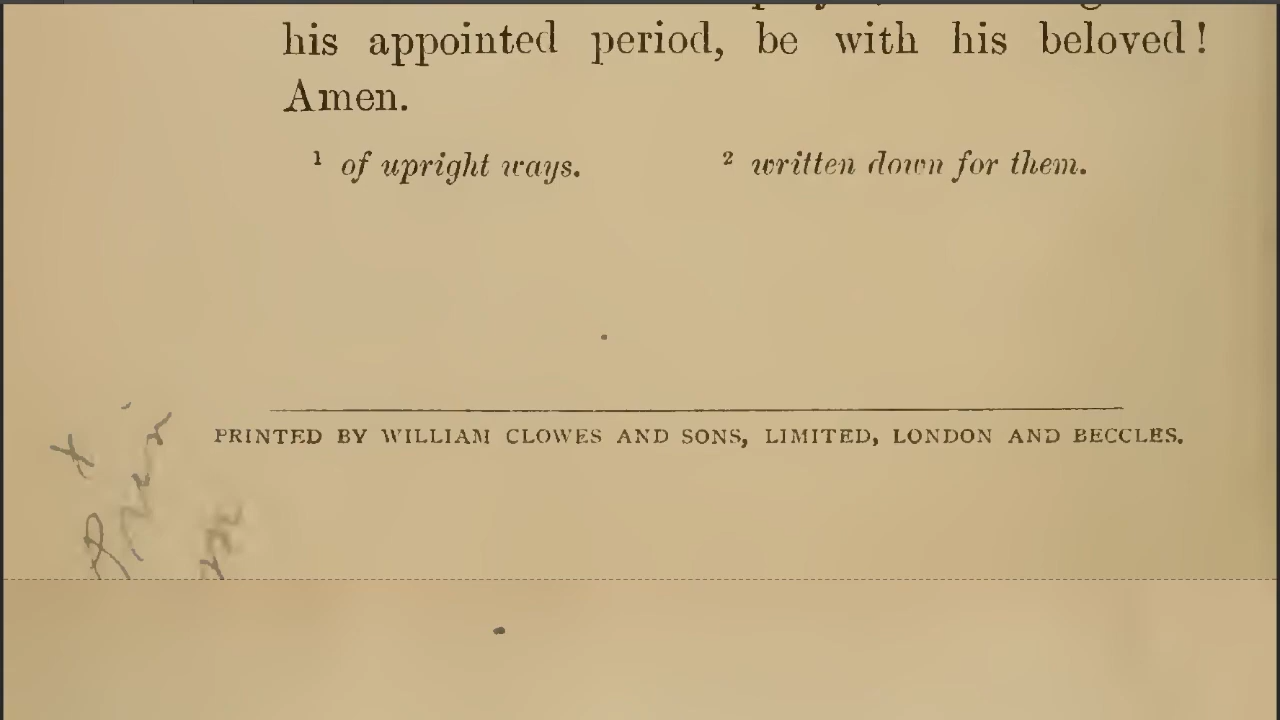 his appointed period, be with his beloved!
Amen.
¹ of upright ways. ² written down for them.
PRINTED BY WILLIAM CLOWES AND SONS, LIMITED, LONDON AND BECCLES.